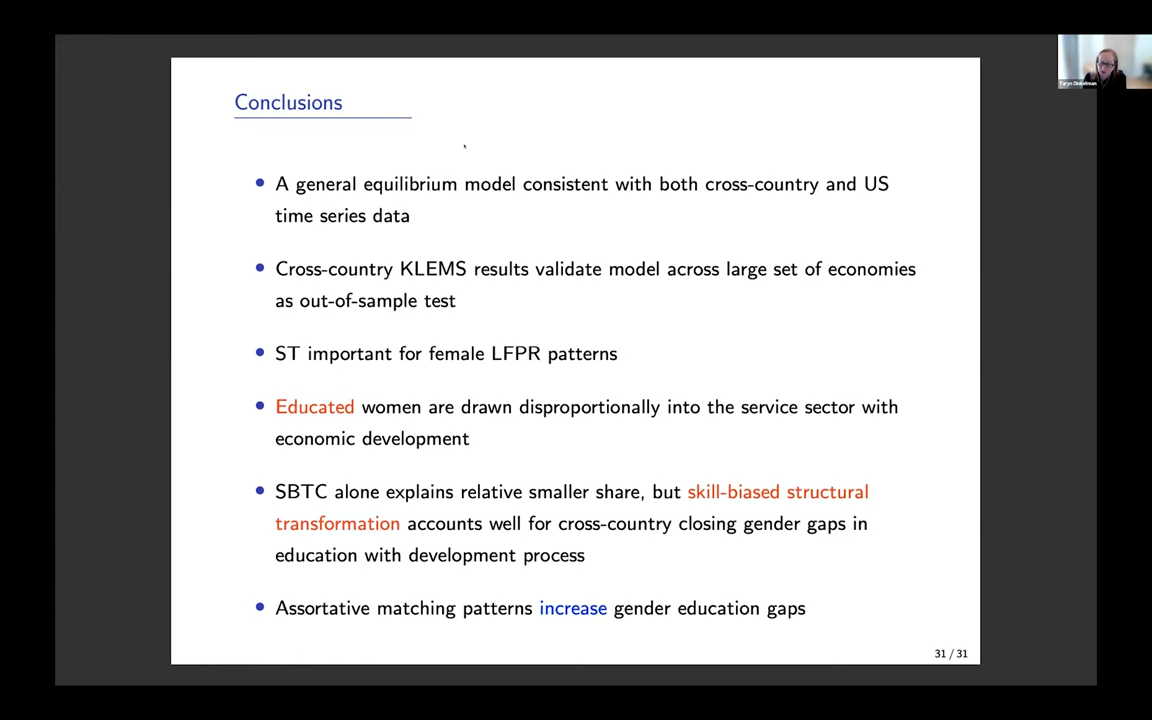 Taryn Dinkelman
Conclusions
• A general equilibrium model consistent with both cross-country and US
time series data
• Cross-country KLEMS results validate model across large set of economies
as out-of-sample test
• ST important for female LFPR patterns
• Educated women are drawn disproportionally into the service sector with
economic development
• SBTC alone explains relative smaller share, but skill-biased structural
transformation accounts well for cross-country closing gender gaps in
education with development process
• Assortative matching patterns increase gender education gaps
31 / 31